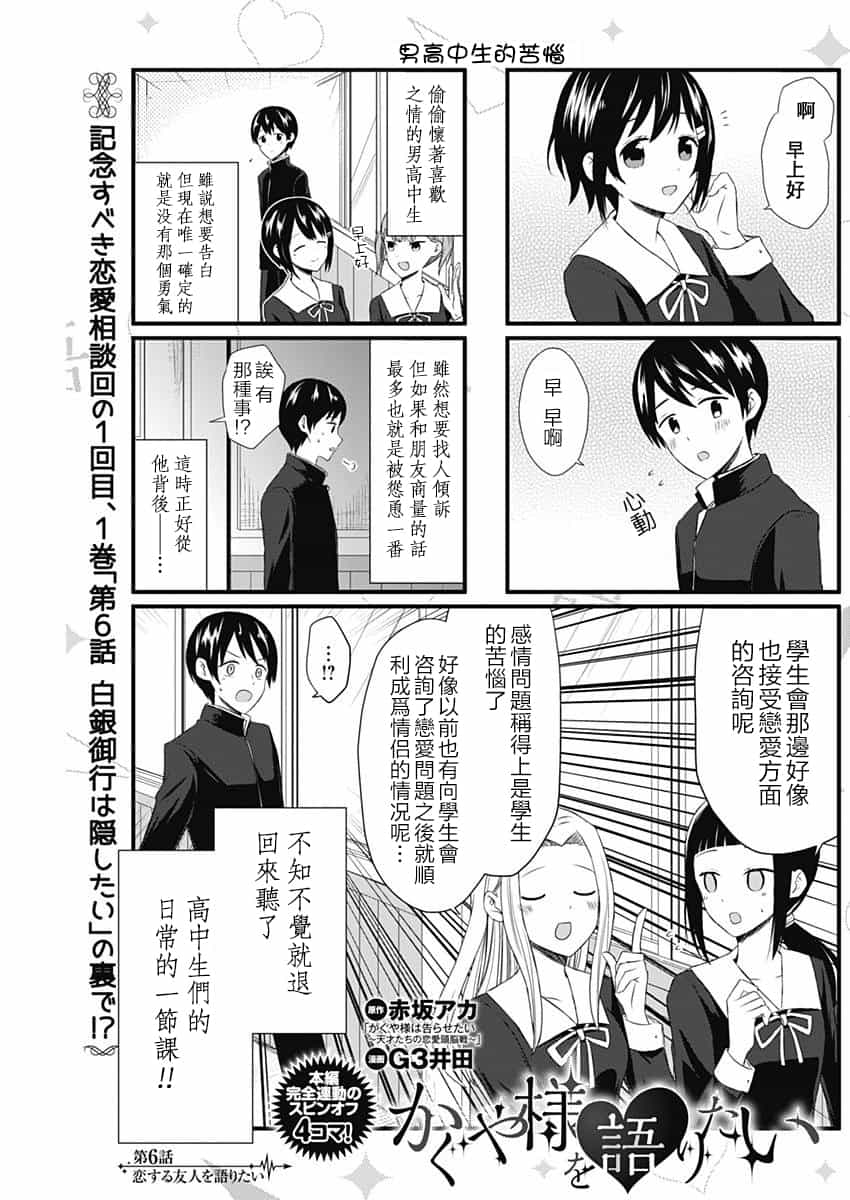 男高中生的苦惱
啊
早上好
偷偷懷著喜歡
之情的男高中生
早上好
雖說想要告白
但現在唯一確定的
就是没有那個勇氣
早 早啊
心動
雖然想要找人傾訴
但如果和朋友商量的話
最多也就是被慫恿一番
誒有
那種事!?
這時正好從
他背後——…
學生會那邊好像
也接受戀愛方面
的咨詢呢
感情問題稱得上是學生
的苦惱了
好像以前也有向學生會
咨詢了戀愛問題之後就順
利成爲情侣的情况呢…
…!?
不知不覺就退
回來聽了
高中生們的
日常的一節課!!
記念すべき恋愛相談回の1回目、1巻「第6話 白銀御行は隠したい」の裏で!?
原作 赤坂アカ
「かぐや様は告らせたい
～天才たちの恋愛頭脳戦～」
漫画 G3井田
本編
完全連動の
スピンオフ
4コマ!
かぐや様を語りたい
第6話
恋する友人を語りたい